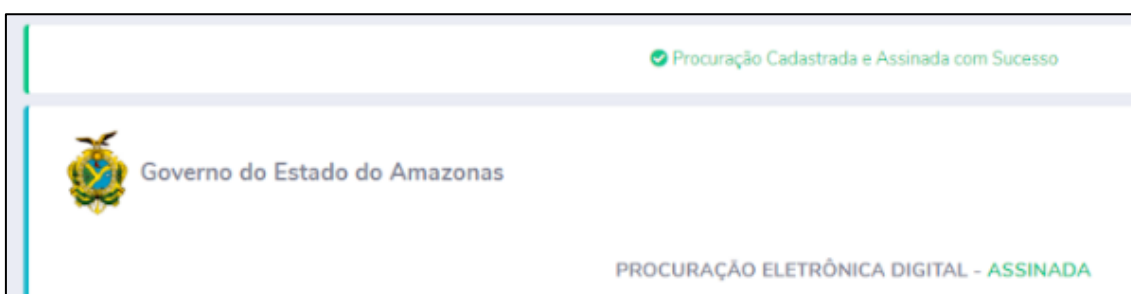 Procuração Cadastrada e Assinada com Sucesso
Governo do Estado do Amazonas
PROCURAÇÃO ELETRÔNICA DIGITAL - ASSINADA